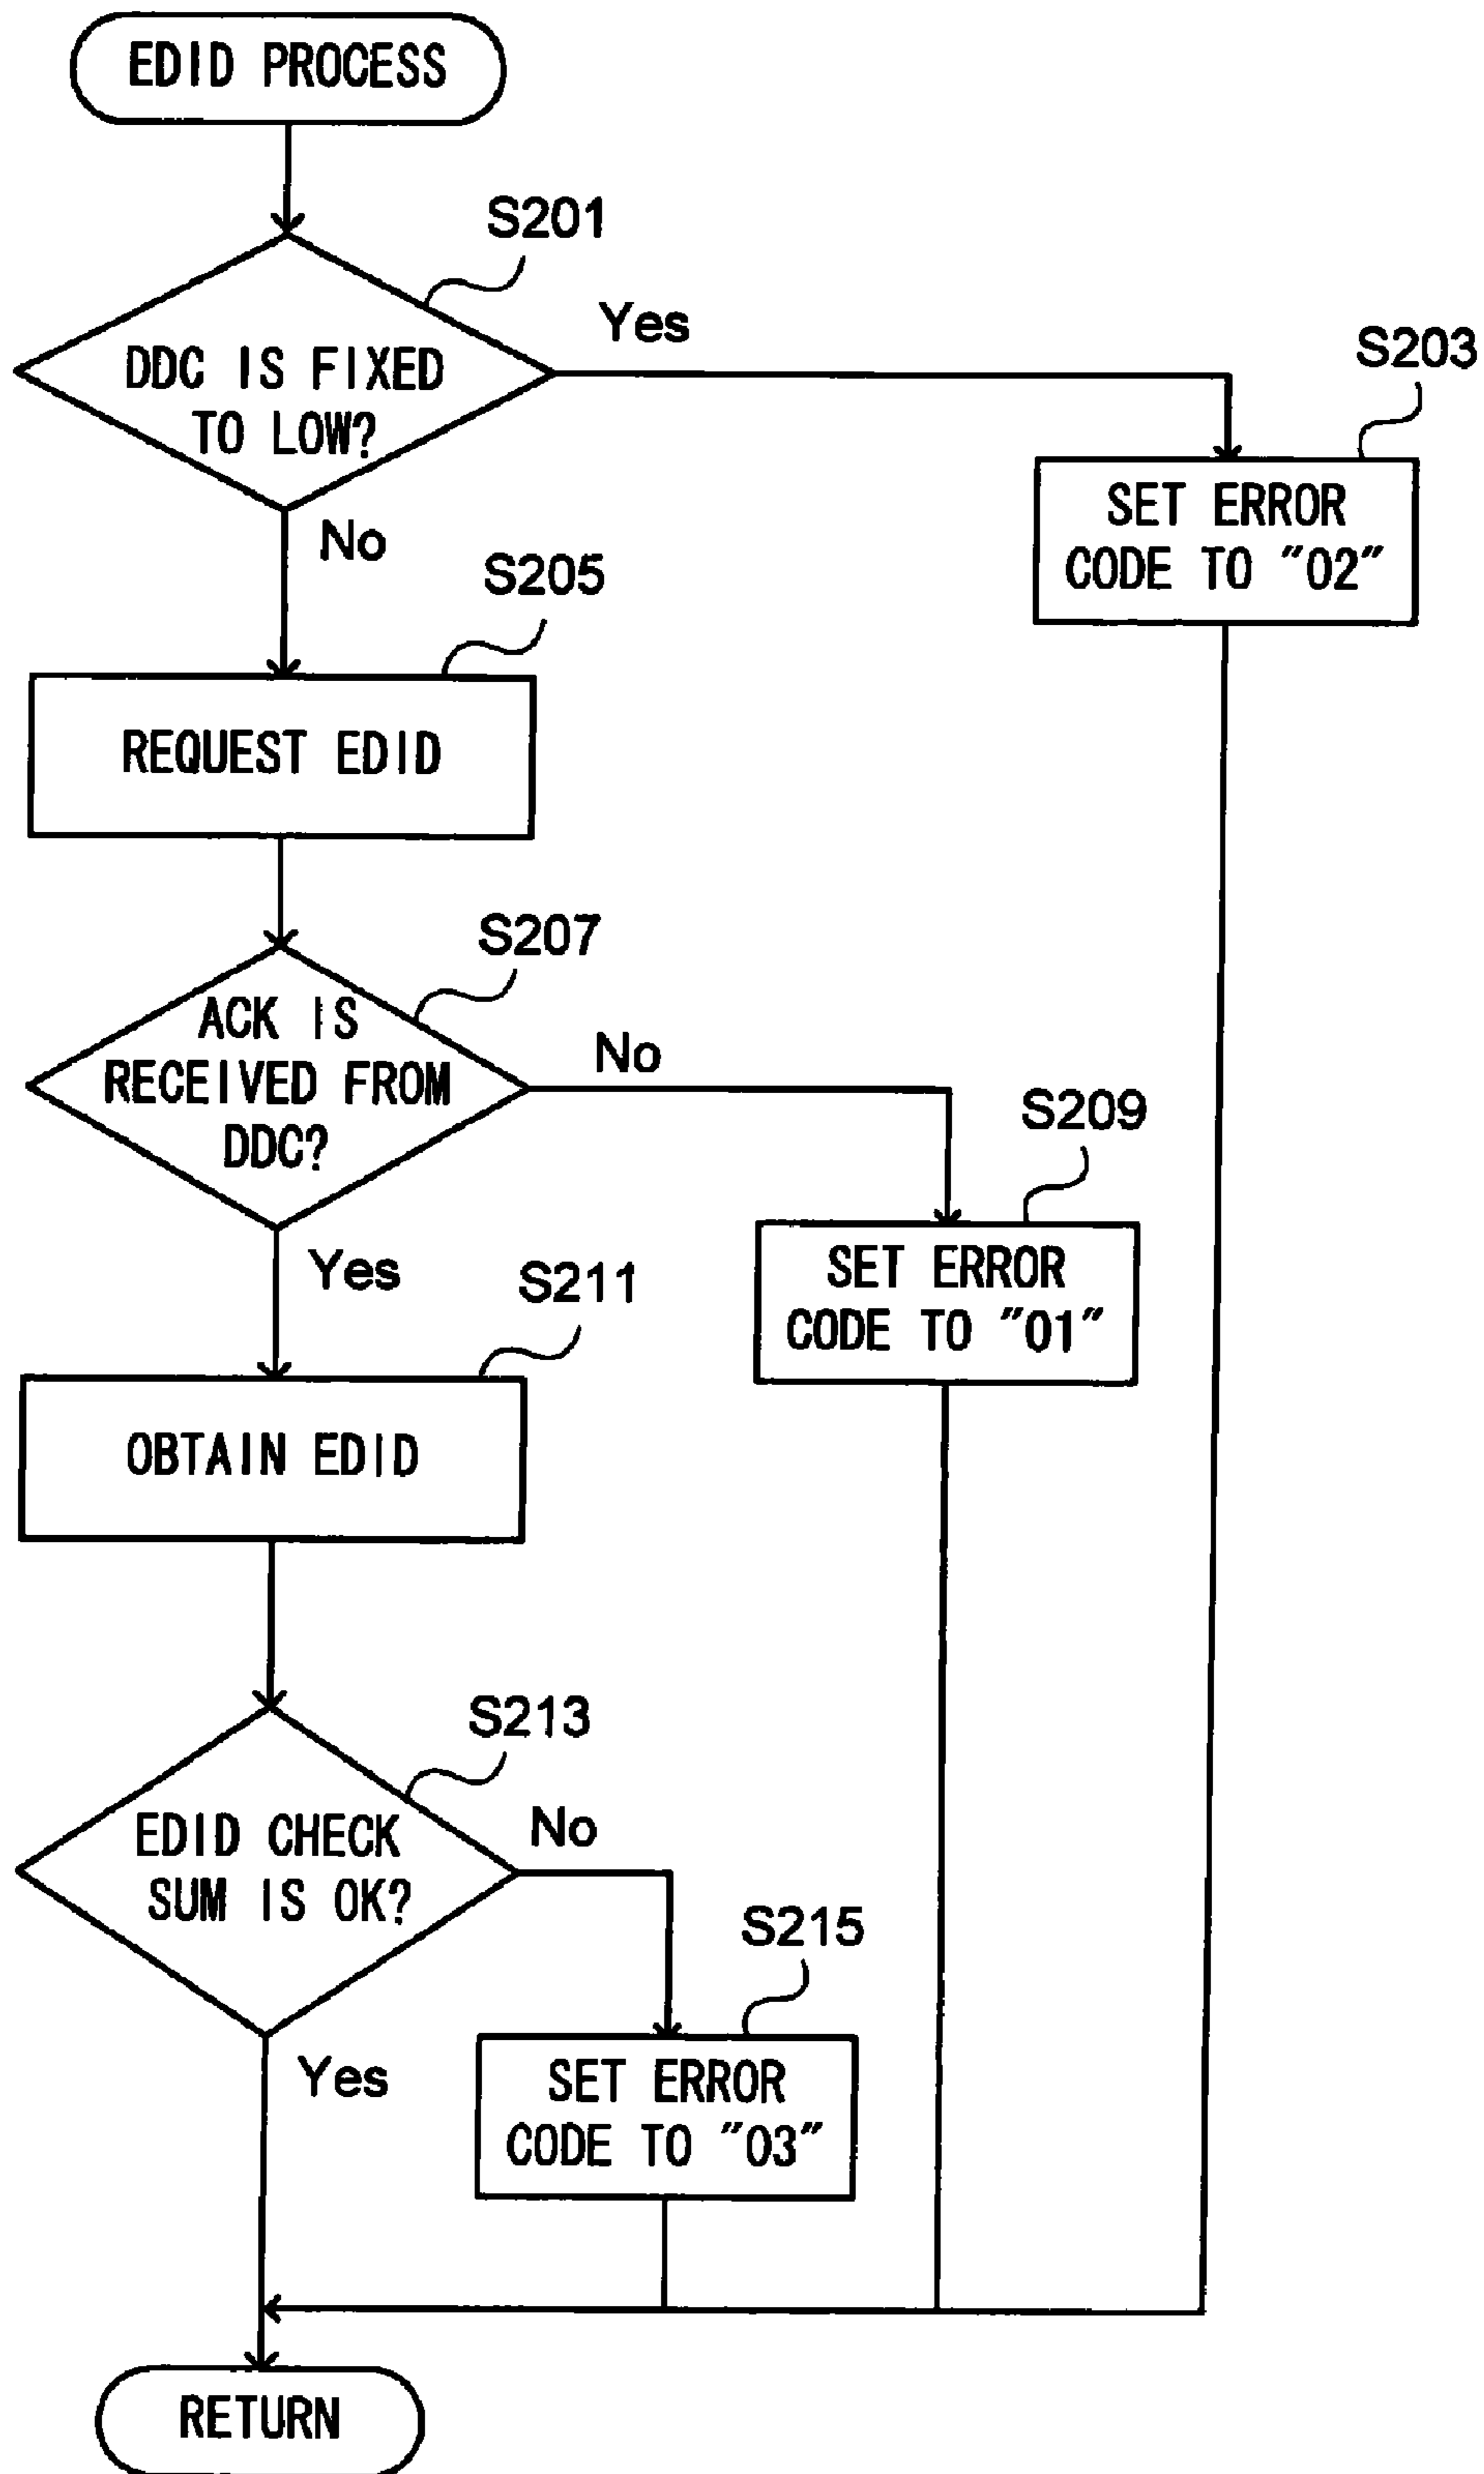 EDID PROCESS
S201
Yes
DDC IS FIXED
TO LOW?
S203
SET ERROR
CODE TO "02"
No
S205
REQUEST EDID
S207
ACK IS
RECEIVED FROM
DDC?
No
S209
SET ERROR
CODE TO "01"
Yes
S211
OBTAIN EDID
S213
EDID CHECK
SUM IS OK?
No
S215
SET ERROR
CODE TO "03"
Yes
RETURN